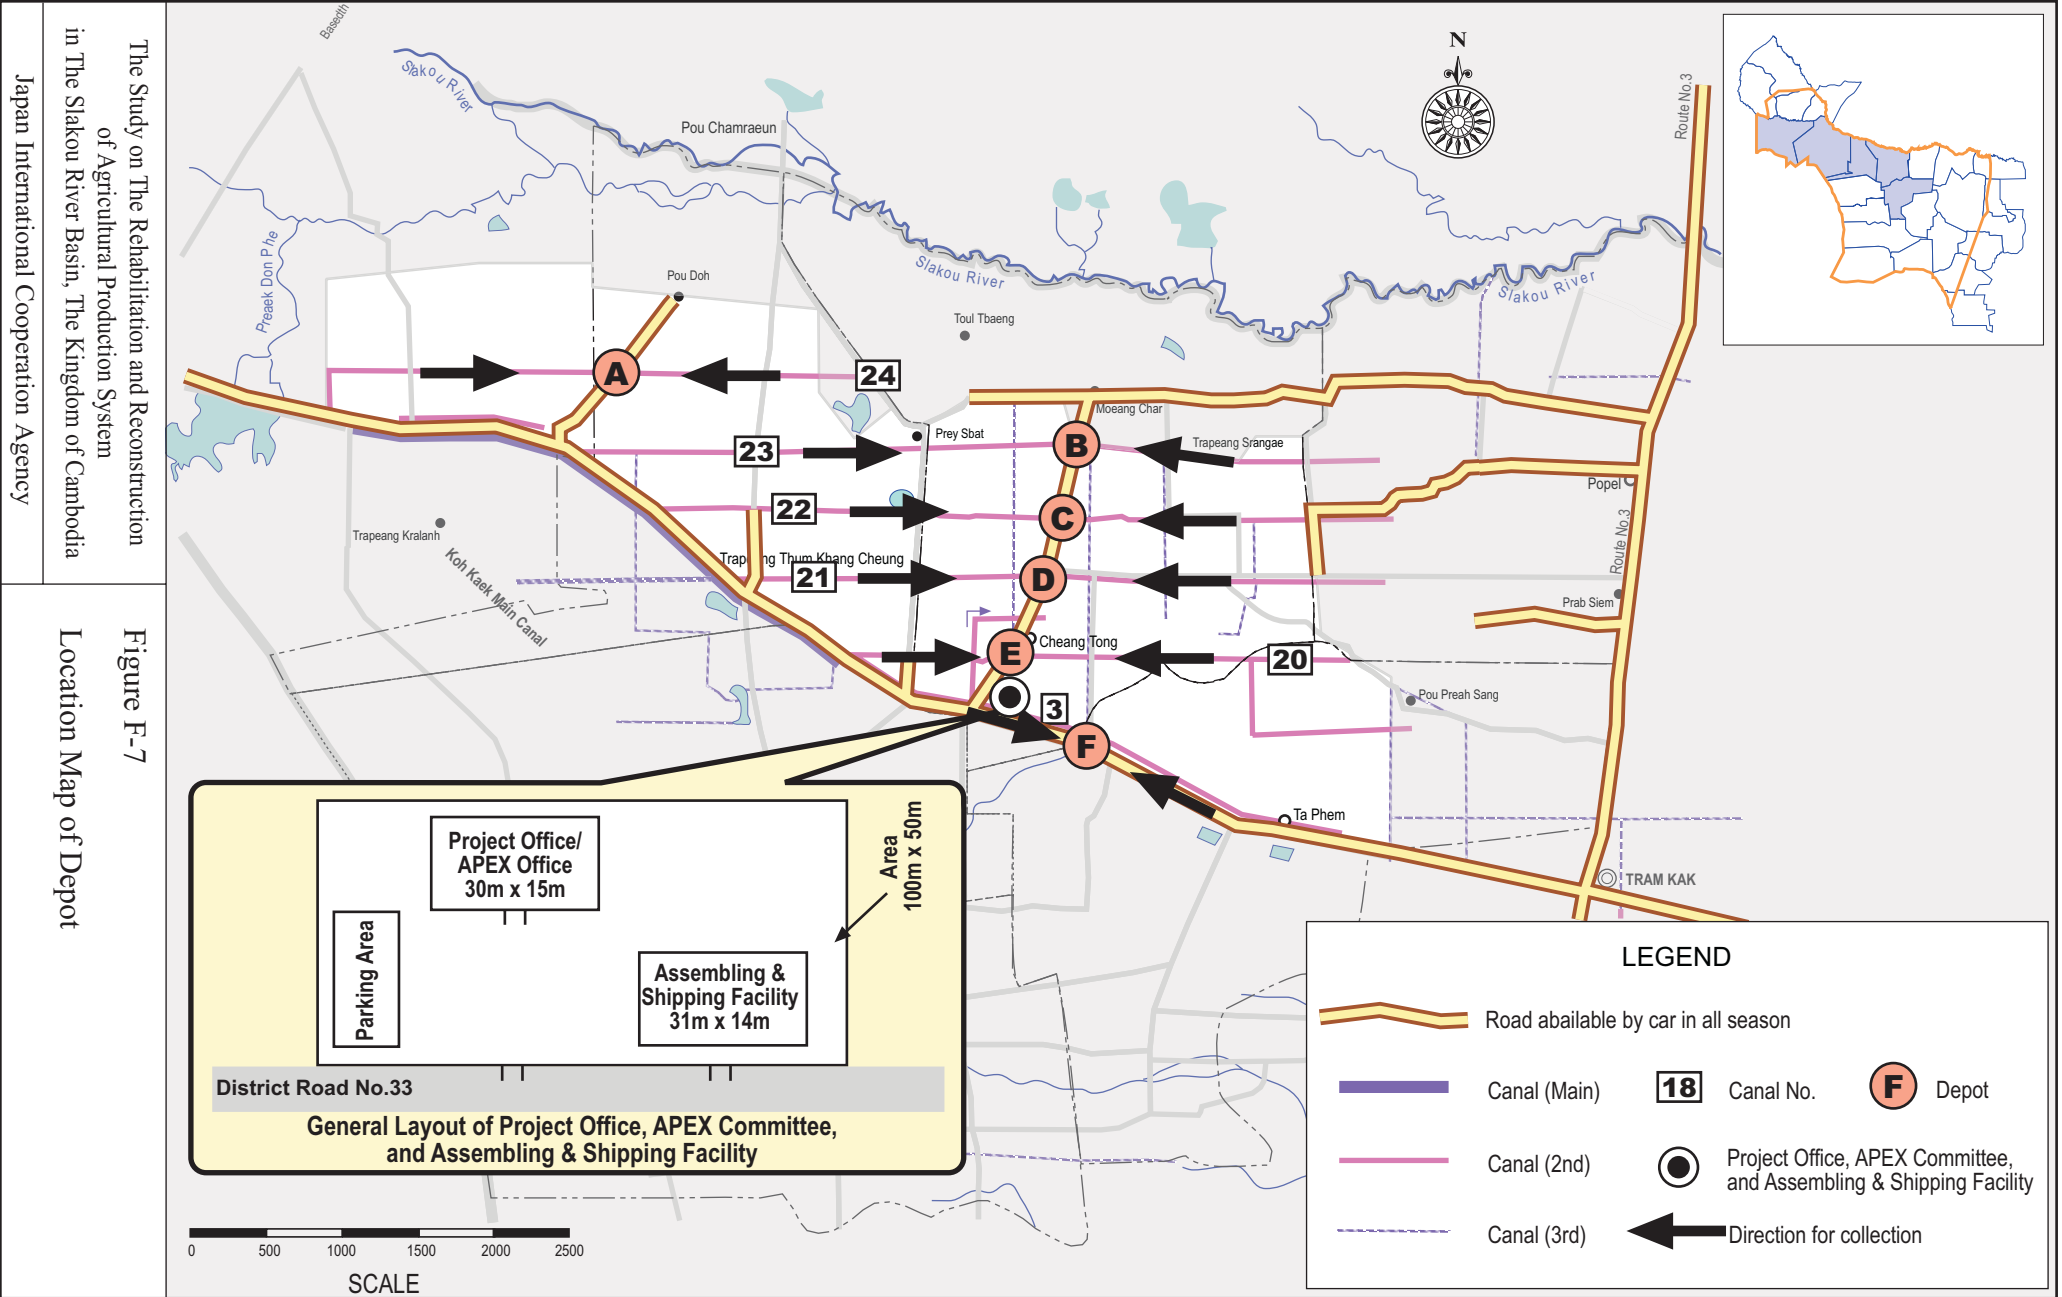 The Study on The Rehabilitation and Reconstruction
of Agricultural Production System
in The Slakou River Basin, The Kingdom of Cambodia
Japan International Cooperation Agency
Figure F-7
Location Map of Depot
Basedth
Slakou River
Pou Chamraeun
N
Route No.3
Preaek Don Phe
Pou Doh
Slakou River
Slakou River
Toul Tbaeng
A
24
Moeang Char
Prey Sbat
23
B
Trapeang Srangae
Popel
22
C
Trapeang Kralanh
Koh Kaek Main Canal
Route No.3
Trapeang Thum Khang Cheung
21
D
Prab Siem
Cheang Tong
E
20
Pou Preah Sang
3
F
Ta Phem
TRAM KAK
Project Office/
APEX Office
30m x 15m
Area
100m x 50m
Parking Area
Assembling &
Shipping Facility
31m x 14m
District Road No.33
General Layout of Project Office, APEX Committee,
and Assembling & Shipping Facility
0 500 1000 1500 2000 2500
SCALE
LEGEND
Road abailable by car in all season
Canal (Main)
18
Canal No.
F
Depot
Canal (2nd)
Project Office, APEX Committee,
and Assembling & Shipping Facility
Canal (3rd)
Direction for collection